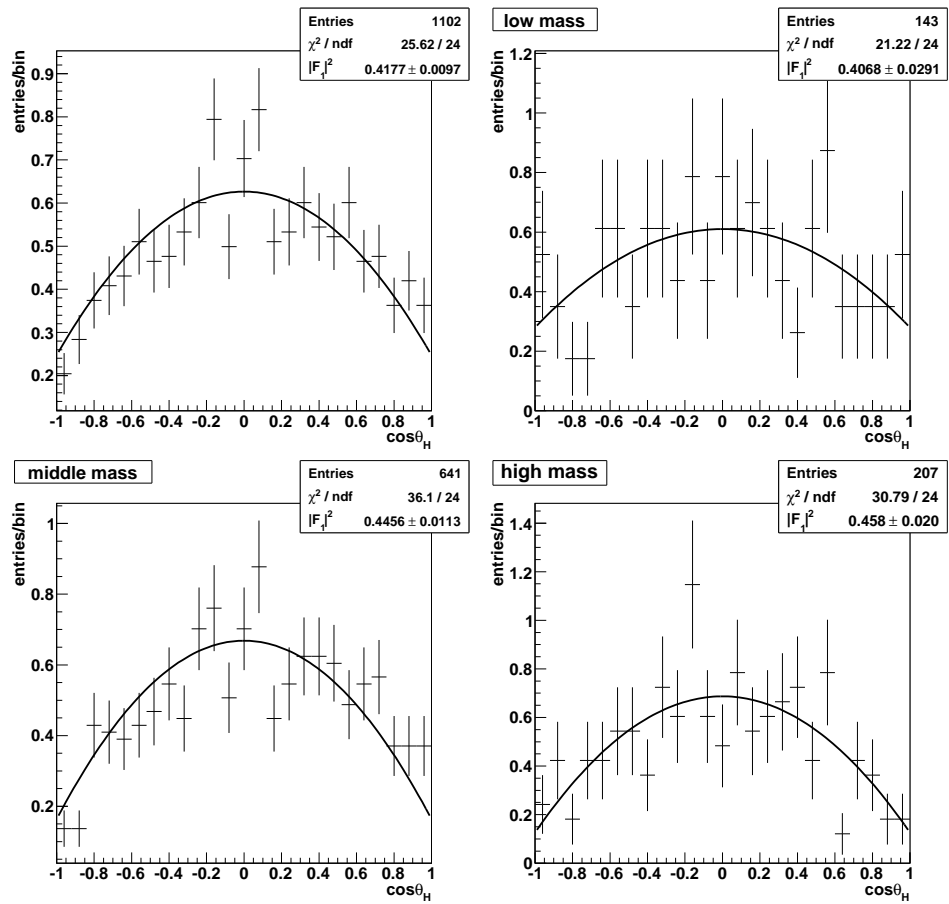 Entries 1102
χ² / ndf 25.62 / 24
|F₁|² 0.4177 ± 0.0097
entries/bin
0.9
0.8
0.7
0.6
0.5
0.4
0.3
0.2
-1 -0.8 -0.6 -0.4 -0.2 0 0.2 0.4 0.6 0.8 1
cosθ_H
low mass
Entries 143
χ² / ndf 21.22 / 24
|F₁|² 0.4068 ± 0.0291
entries/bin
1.2
1
0.8
0.6
0.4
0.2
0
-1 -0.8 -0.6 -0.4 -0.2 0 0.2 0.4 0.6 0.8 1
cosθ_H
middle mass
Entries 641
χ² / ndf 36.1 / 24
|F₁|² 0.4456 ± 0.0113
entries/bin
1
0.8
0.6
0.4
0.2
-1 -0.8 -0.6 -0.4 -0.2 0 0.2 0.4 0.6 0.8 1
cosθ_H
high mass
Entries 207
χ² / ndf 30.79 / 24
|F₁|² 0.458 ± 0.020
entries/bin
1.4
1.2
1
0.8
0.6
0.4
0.2
0
-1 -0.8 -0.6 -0.4 -0.2 0 0.2 0.4 0.6 0.8 1
cosθ_H